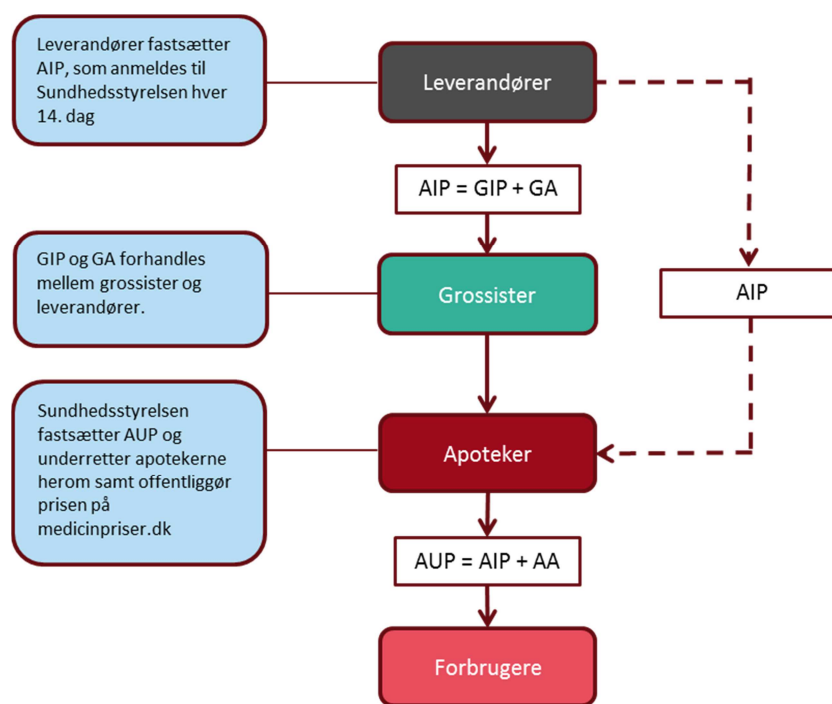 Leverandører fastsætter
AIP, som anmeldes til
Sundhedsstyrelsen hver
14. dag
Leverandører
AIP = GIP + GA
GIP og GA forhandles
mellem grossister og
leverandører.
Grossister
AIP
Sundhedsstyrelsen
fastsætter AUP og
underretter apotekerne
herom samt offentliggør
prisen på
medicinpriser.dk
Apoteker
AUP = AIP + AA
Forbrugere